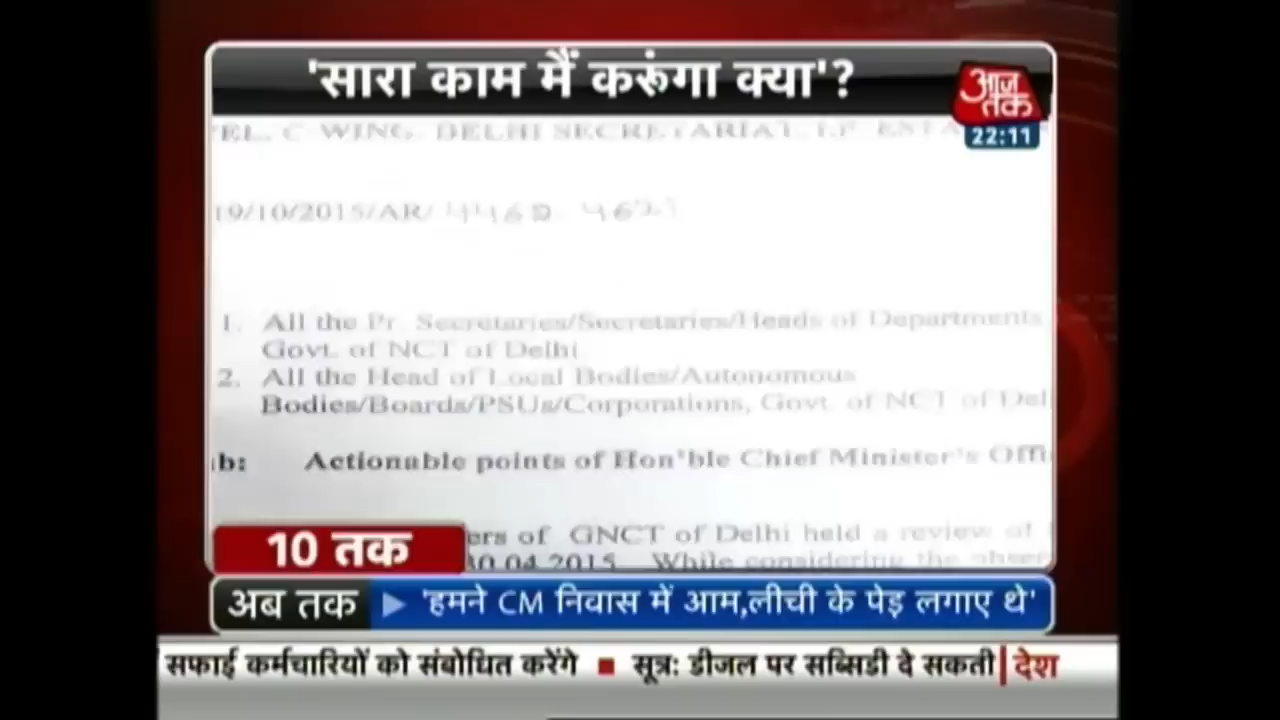 'सारा काम मैं करूंगा क्या'?
आज तक
22:11
C WING, DELHI SECRETARIAT, I.P. ESTA
19/10/2015/AR/
1. All the Pr. Secretaries/Secretaries/Heads of Departments
Govt. of NCT of Delhi
2. All the Head of Local Bodies/Autonomous
Bodies/Boards/PSUs/Corporations, Govt. of NCT of Del
b: Actionable points of Hon'ble Chief Minister's Offi
ers of GNCT of Delhi held a review of
30.04.2015. While considering the obser
10 तक
अब तक 'हमने CM निवास में आम,लीची के पेड़ लगाए थे'
सफाई कर्मचारियों को संबोधित करेंगे सूत्र: डीजल पर सब्सिडी दे सकती देश